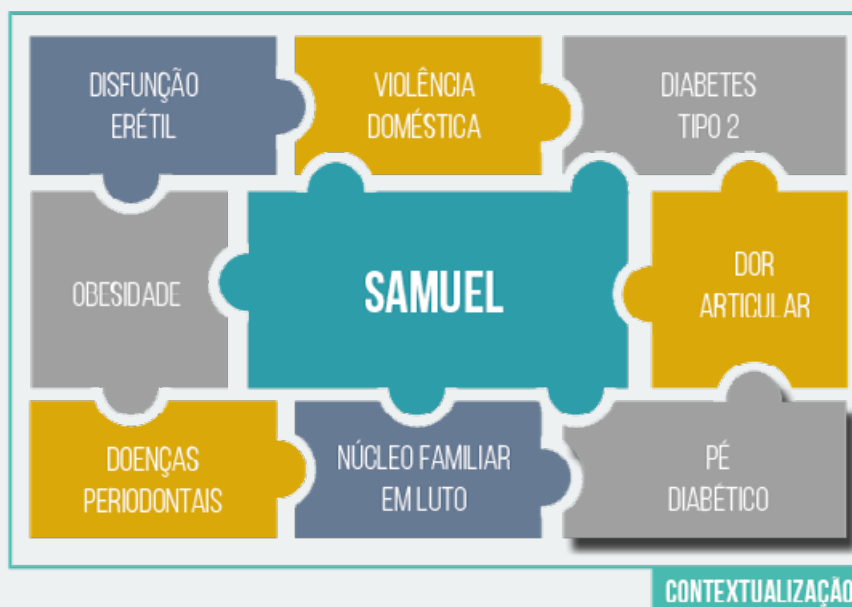 DISFUNÇÃO
ERÉTIL
VIOLÊNCIA
DOMÉSTICA
DIABETES
TIPO 2
OBESIDADE
SAMUEL
DOR
ARTICULAR
DOENÇAS
PERIODONTAIS
NÚCLEO FAMILIAR
EM LUTO
PÉ
DIABÉTICO
CONTEXTUALIZAÇÃO